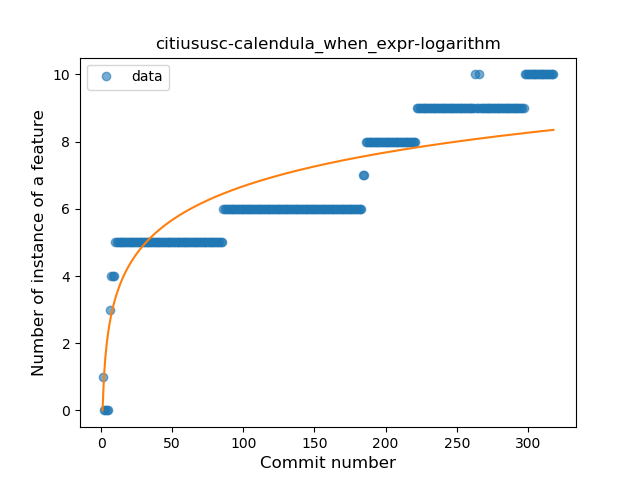 citiususc-calendula_when_expr-logarithm
data
Number of instance of a feature
10
8
6
4
2
0
0 50 100 150 200 250 300
Commit number